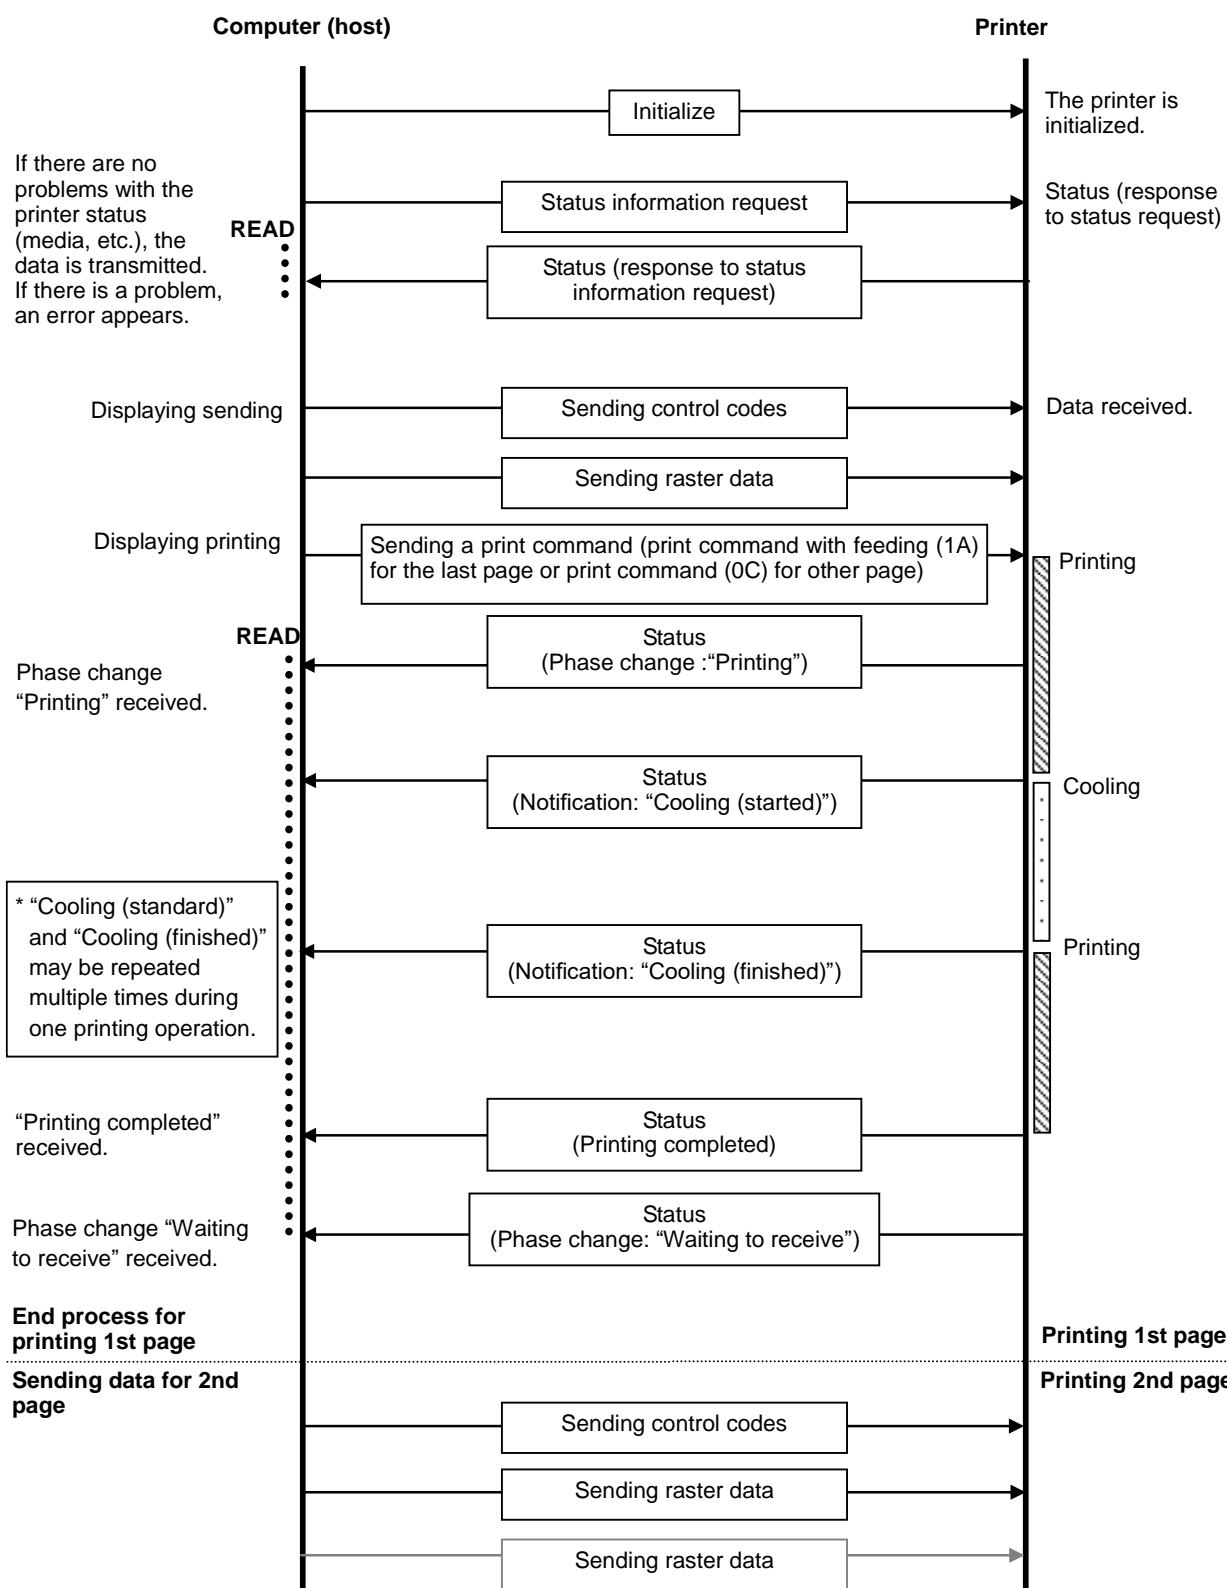 Computer (host)
Printer
Initialize
The printer is
initialized.
If there are no
problems with the
printer status
(media, etc.), the
data is transmitted.
If there is a problem,
an error appears.
READ
Status information request
Status (response
to status request)
Status (response to status
information request)
Displaying sending
Sending control codes
Data received.
Sending raster data
Displaying printing
Sending a print command (print command with feeding (1A)
for the last page or print command (0C) for other page)
Printing
READ
Status
(Phase change :“Printing”)
Phase change
“Printing” received.
Status
(Notification: “Cooling (started)”)
Cooling
* “Cooling (standard)”
and “Cooling (finished)”
may be repeated
multiple times during
one printing operation.
Status
(Notification: “Cooling (finished)”)
Printing
“Printing completed”
received.
Status
(Printing completed)
Phase change “Waiting
to receive” received.
Status
(Phase change: “Waiting to receive”)
End process for
printing 1st page
Printing 1st page
Sending data for 2nd
page
Printing 2nd page
Sending control codes
Sending raster data
Sending raster data